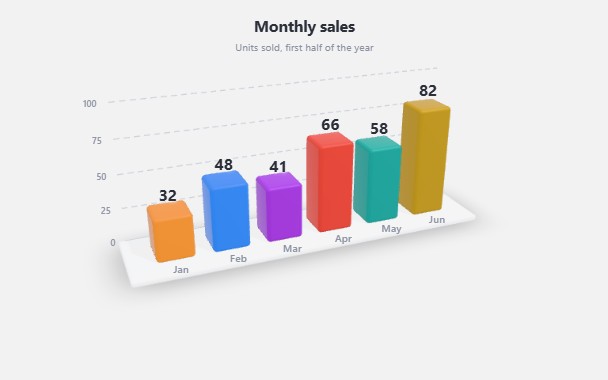 Monthly sales
Units sold, first half of the year
100
75
50
25
0
32
48
41
66
58
82
Jan
Feb
Mar
Apr
May
Jun